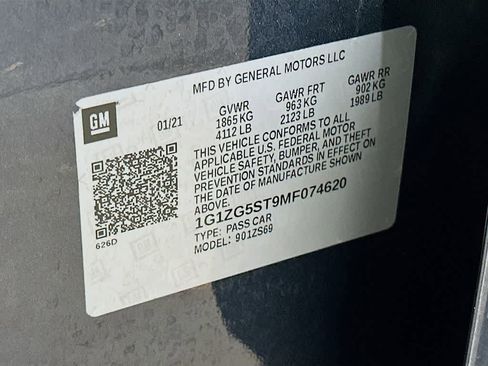 MFD BY GENERAL MOTORS LLC
GM
01/21
GVWR GAWR FRT GAWR RR
1865 KG 963 KG 902 KG
4112 LB 2123 LB 1989 LB
THIS VEHICLE CONFORMS TO ALL
APPLICABLE U.S. FEDERAL MOTOR
VEHICLE SAFETY, BUMPER, AND THEFT
PREVENTION STANDARDS IN EFFECT ON
THE DATE OF MANUFACTURE SHOWN
ABOVE.
1G1ZG5ST9MF074620
TYPE: PASS CAR
MODEL: 901ZS69
626D